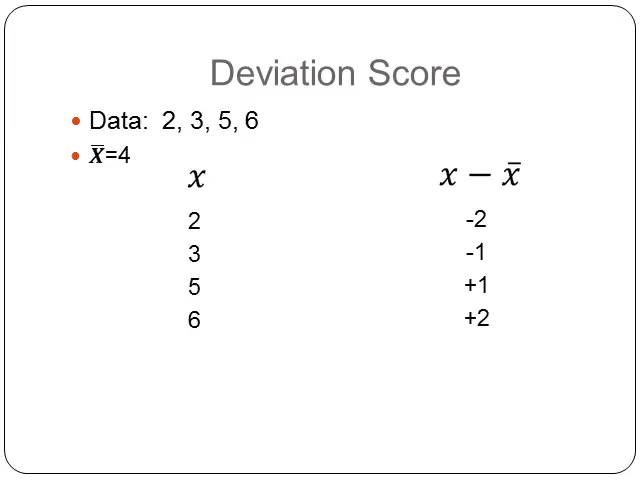 Deviation Score
• Data: 2, 3, 5, 6
• X̄=4
x x − x̄
2 -2
3 -1
5 +1
6 +2